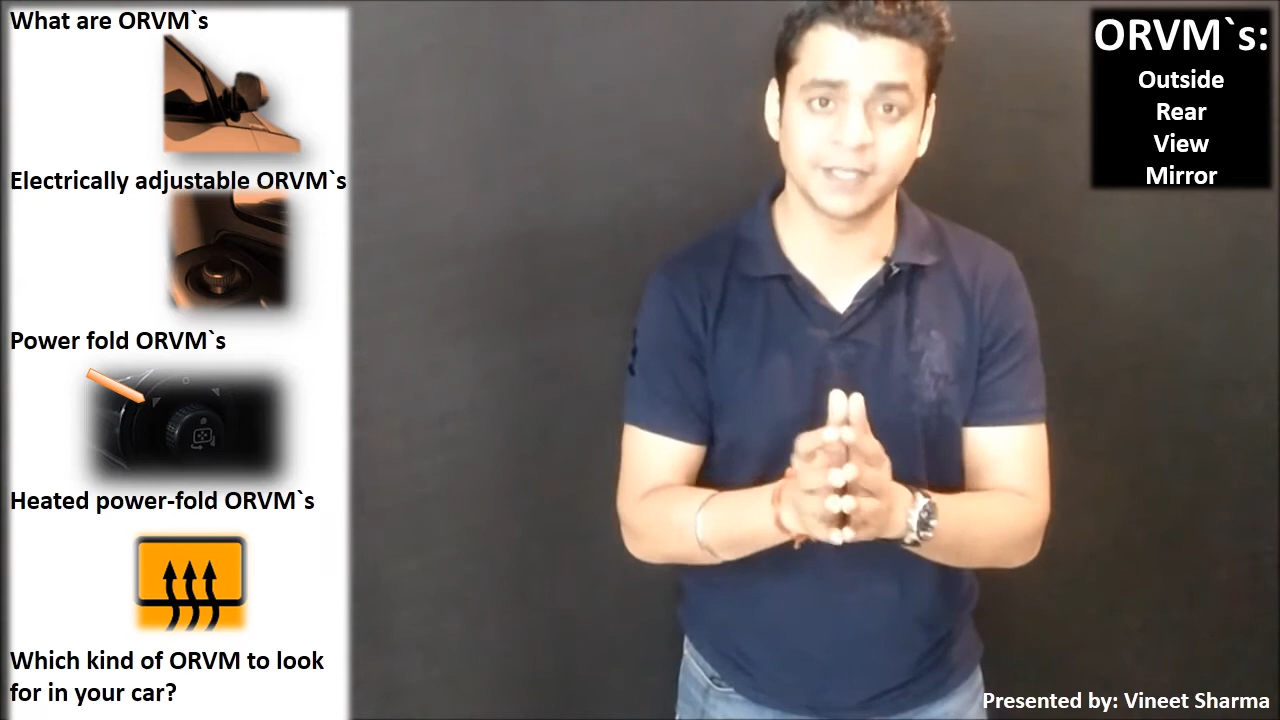 What are ORVM`s
Electrically adjustable ORVM`s
Power fold ORVM`s
Heated power-fold ORVM`s
Which kind of ORVM to look
for in your car?
ORVM`s:
Outside
Rear
View
Mirror
Presented by: Vineet Sharma